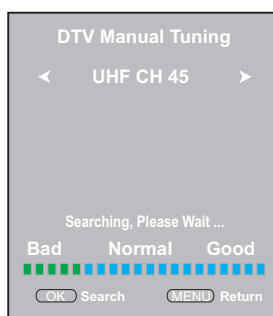 DTV Manual Tuning
UHF CH 45
Searching, Please Wait ...
Bad Normal Good
OK Search MENU Return